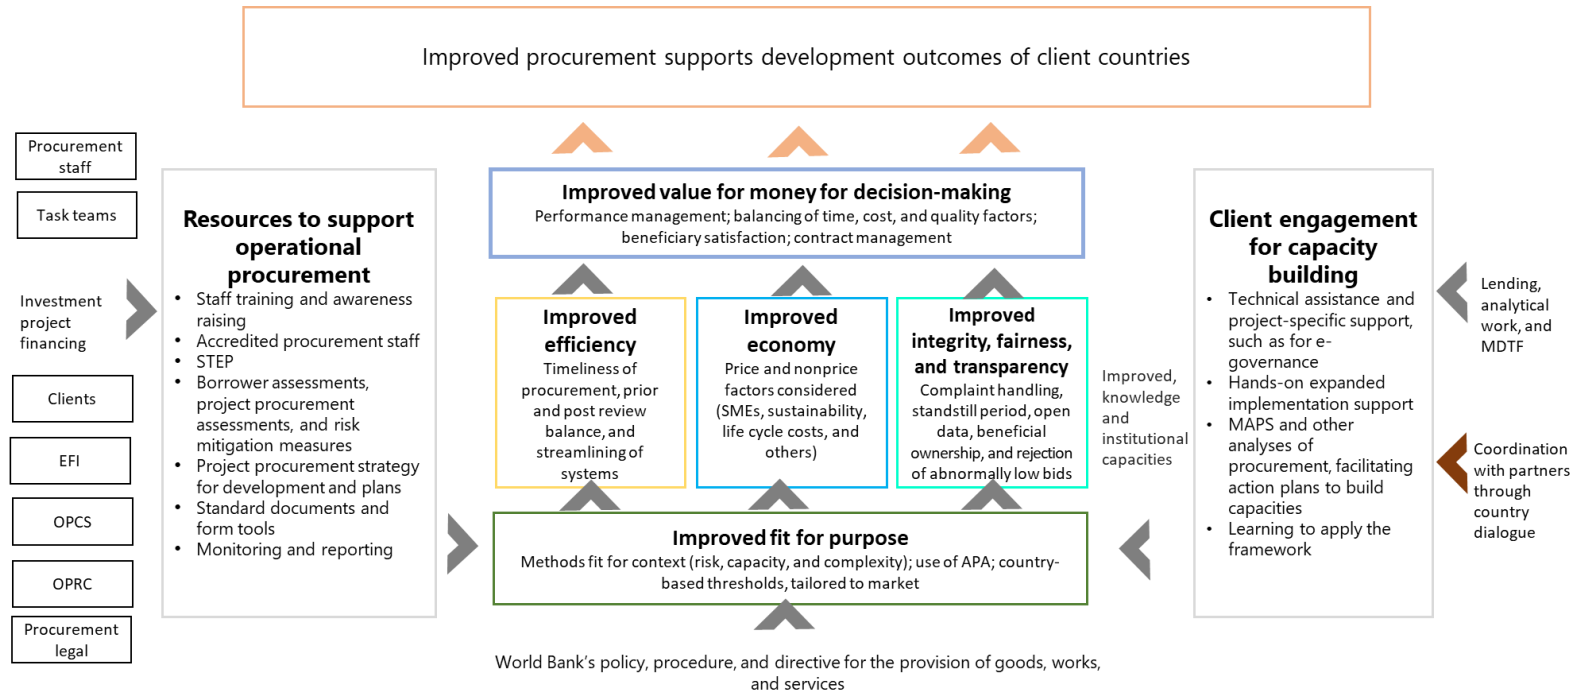 Improved procurement supports development outcomes of client countries
Procurement
staff
Task teams
Investment
project
financing
Clients
EFI
OPCS
OPRC
Procurement
legal
Resources to support
operational
procurement
• Staff training and awareness
raising
• Accredited procurement staff
• STEP
• Borrower assessments,
project procurement
assessments, and risk
mitigation measures
• Project procurement strategy
for development and plans
• Standard documents and
form tools
• Monitoring and reporting
Improved value for money for decision-making
Performance management; balancing of time, cost, and quality factors;
beneficiary satisfaction; contract management
Improved
efficiency
Timeliness of
procurement, prior
and post review
balance, and
streamlining of
systems
Improved
economy
Price and nonprice
factors considered
(SMEs, sustainability,
life cycle costs, and
others)
Improved
integrity, fairness,
and transparency
Complaint handling,
standstill period, open
data, beneficial
ownership, and rejection
of abnormally low bids
Improved fit for purpose
Methods fit for context (risk, capacity, and complexity); use of APA; country-
based thresholds, tailored to market
World Bank's policy, procedure, and directive for the provision of goods, works,
and services
Improved,
knowledge
and
institutional
capacities
Client engagement
for capacity
building
• Technical assistance and
project-specific support,
such as for e-
governance
• Hands-on expanded
implementation support
• MAPS and other
analyses of
procurement, facilitating
action plans to build
capacities
• Learning to apply the
framework
Lending,
analytical
work, and
MDTF
Coordination
with partners
through
country
dialogue